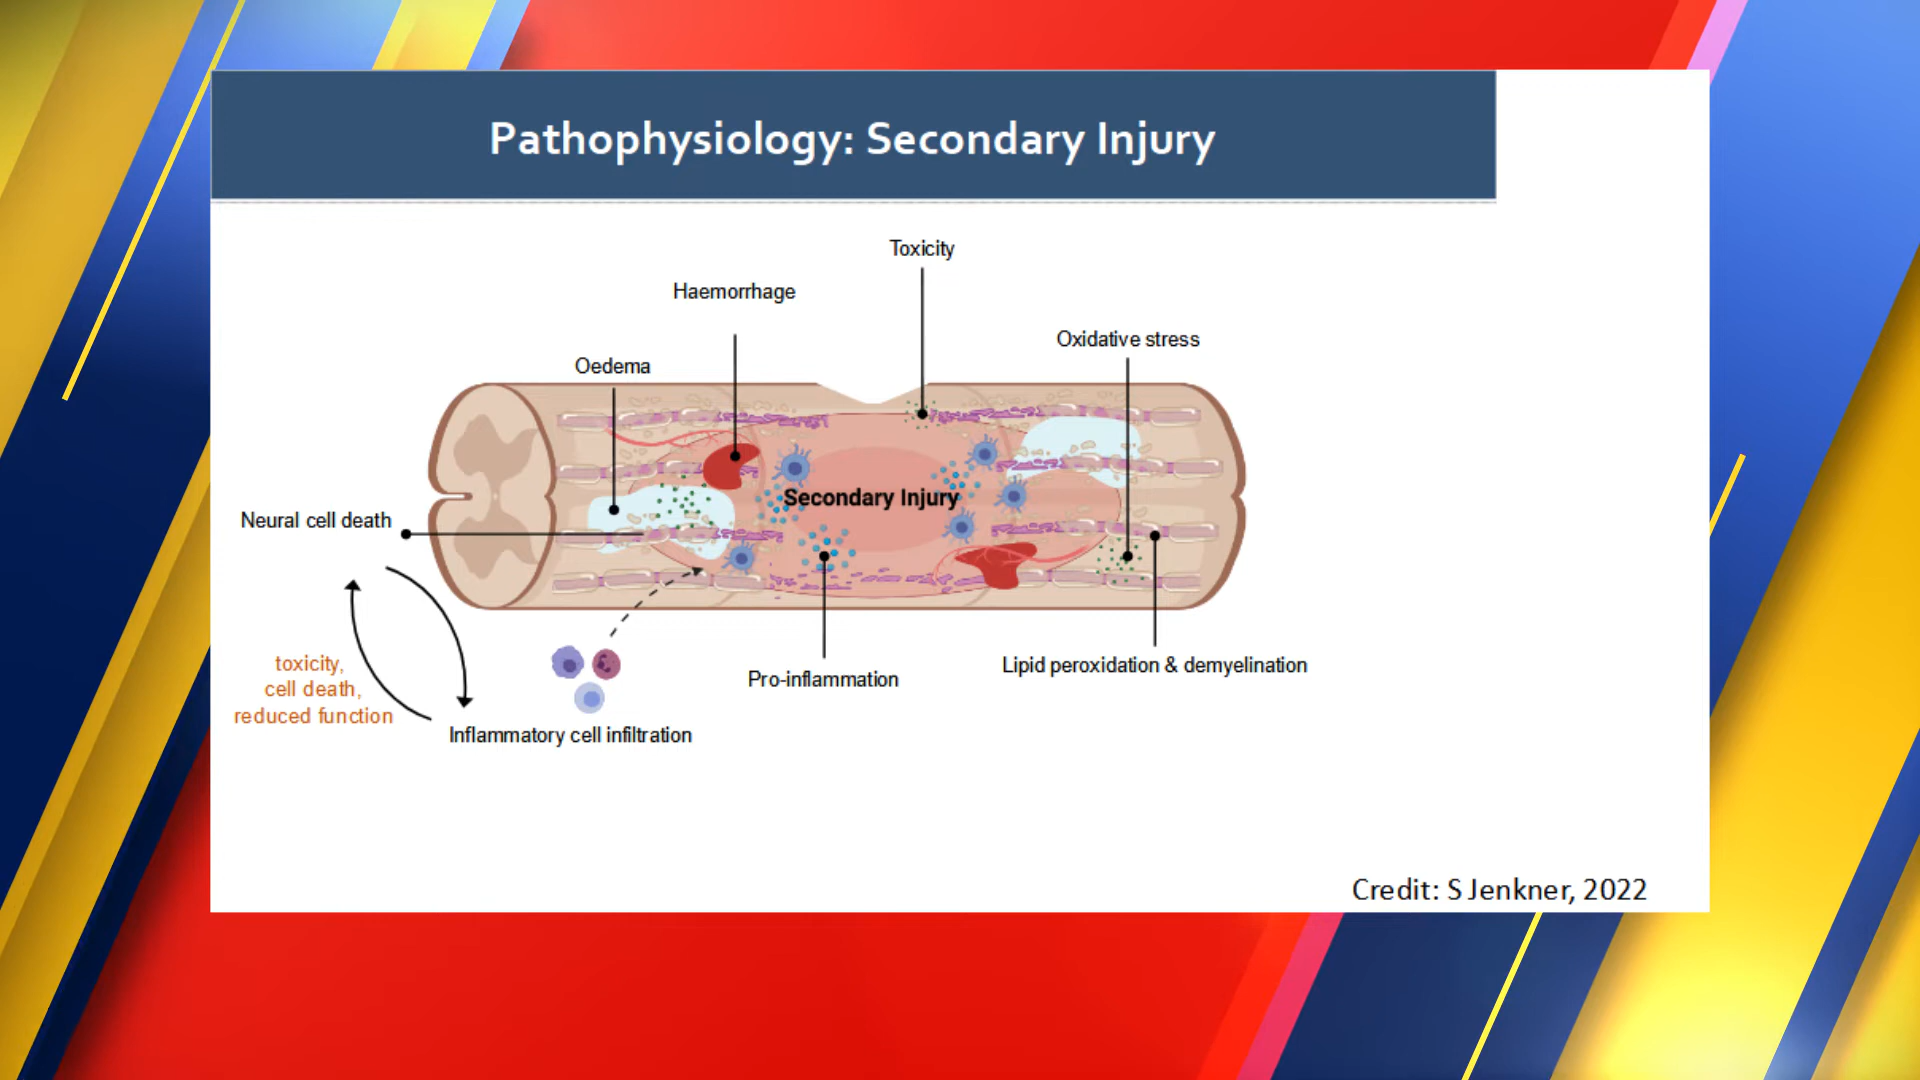 Pathophysiology: Secondary Injury
Toxicity
Haemorrhage
Oxidative stress
Oedema
Secondary Injury
Neural cell death
toxicity,
cell death,
reduced function
Pro-inflammation
Lipid peroxidation & demyelination
Inflammatory cell infiltration
Credit: S Jenkner, 2022